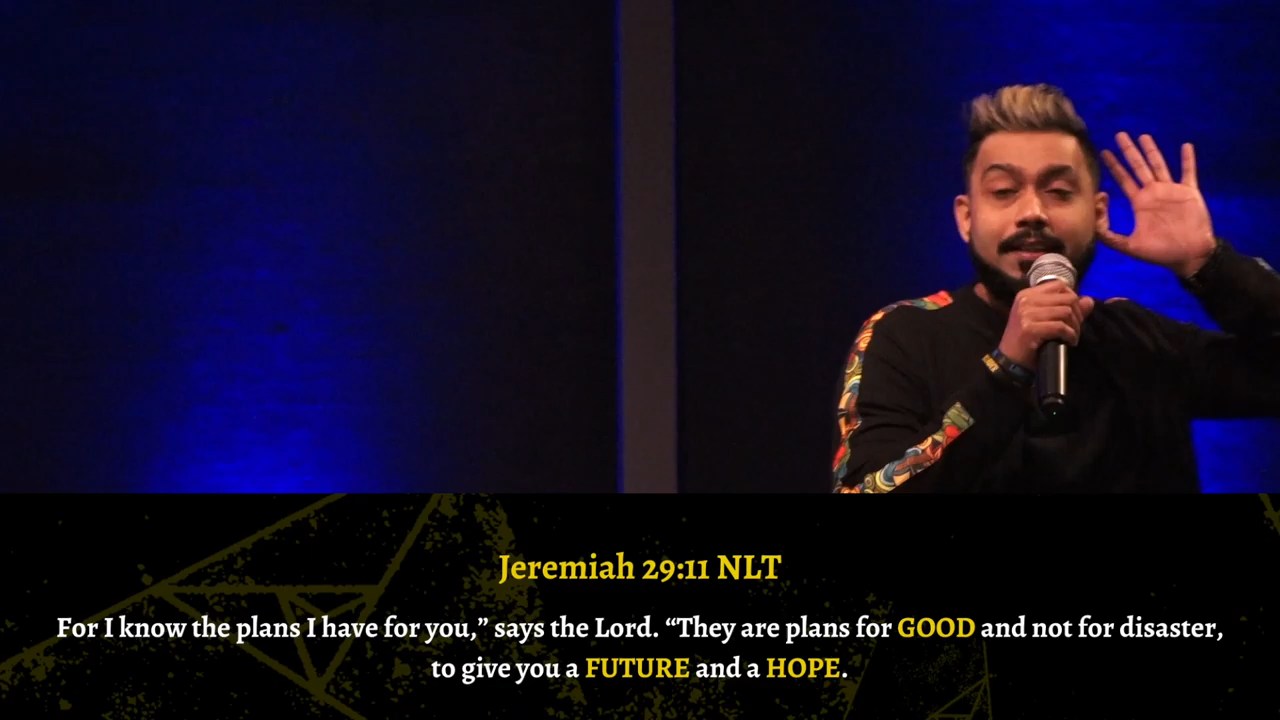 Jeremiah 29:11 NLT
For I know the plans I have for you,” says the Lord. “They are plans for GOOD and not for disaster,
to give you a FUTURE and a HOPE.